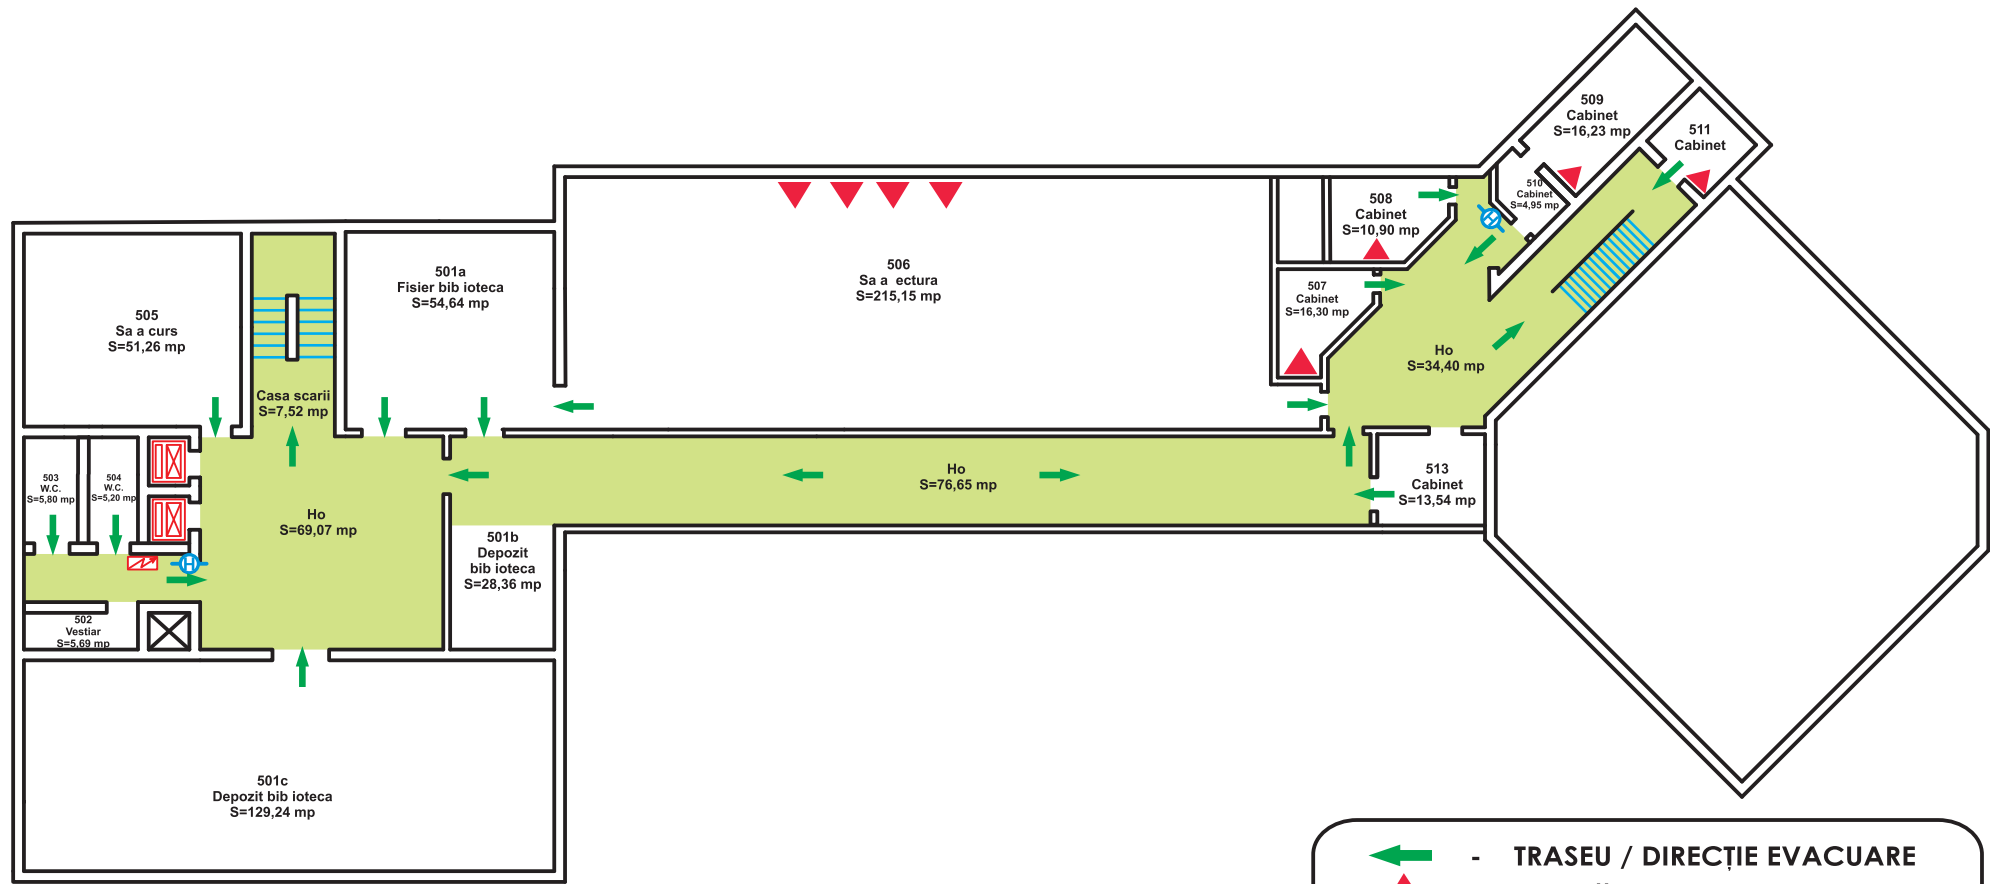 509
Cabinet
S=16,23 mp
511
Cabinet
510
Cabinet
S=4,95 mp
508
Cabinet
S=10,90 mp
506
Sa a ectura
S=215,15 mp
501a
Fisier bib ioteca
S=54,64 mp
507
Cabinet
S=16,30 mp
505
Sa a curs
S=51,26 mp
Ho
S=34,40 mp
Casa scarii
S=7,52 mp
503
W.C.
S=5,80 mp
504
W.C.
S=5,20 mp
Ho
S=76,65 mp
513
Cabinet
S=13,54 mp
Ho
S=69,07 mp
501b
Depozit
bib ioteca
S=28,36 mp
H
H
502
Vestiar
S=5,69 mp
501c
Depozit bib ioteca
S=129,24 mp
- TRASEU / DIRECȚIE EVACUARE